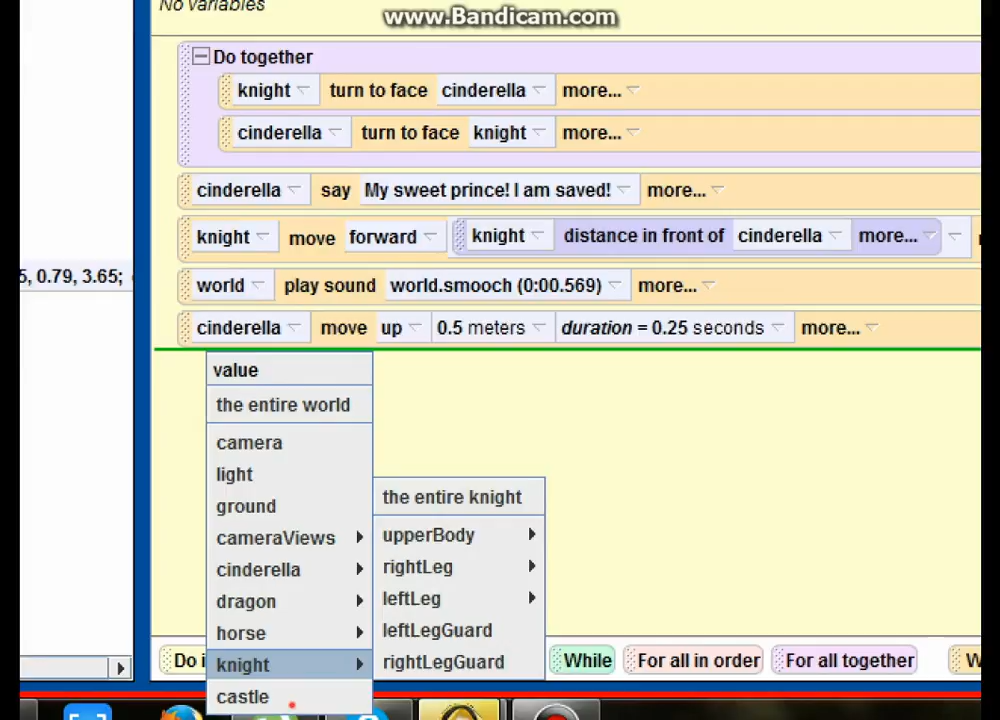 No variables
www.Bandicam.com
Do together
knight turn to face cinderella more...
cinderella turn to face knight more...
cinderella say My sweet prince! I am saved! more...
knight move forward knight distance in front of cinderella more...
5, 0.79, 3.65;
world play sound world.smooch (0:00.569) more...
cinderella move up 0.5 meters duration = 0.25 seconds more...
value
the entire world
camera
light
ground
cameraViews
cinderella
dragon
horse
knight
castle
the entire knight
upperBody
rightLeg
leftLeg
leftLegGuard
rightLegGuard
Do i While For all in order For all together W